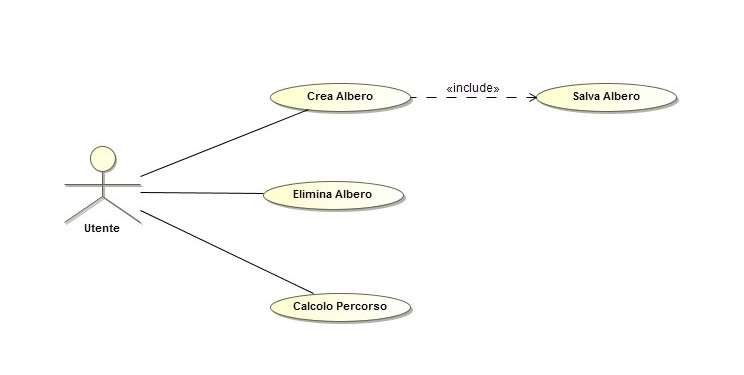 Crea Albero
«include»
Salva Albero
Elimina Albero
Utente
Calcolo Percorso